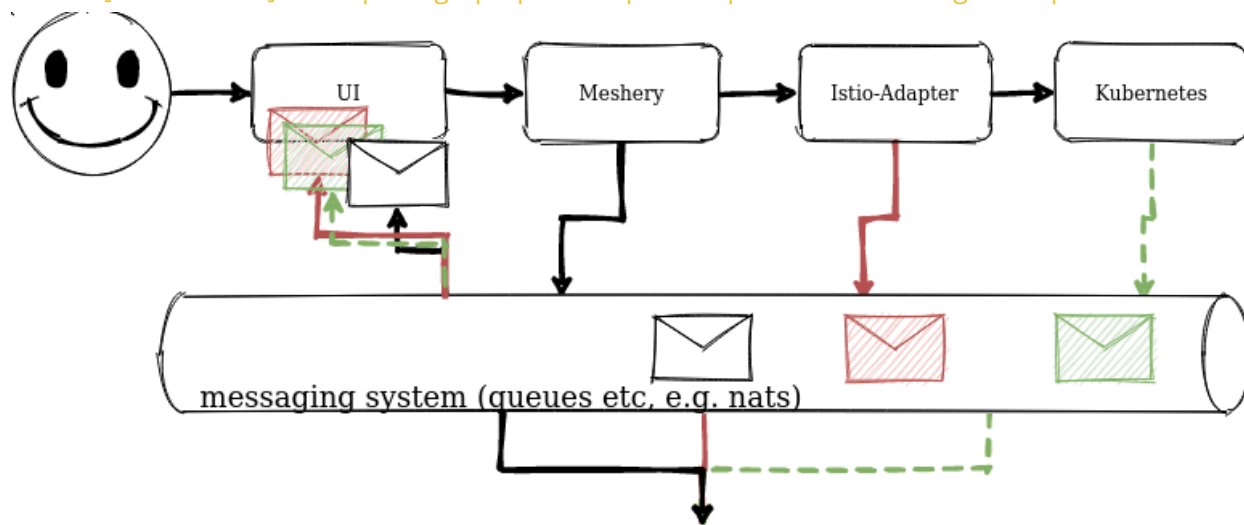 UI
Meshery
Istio-Adapter
Kubernetes
messaging system (queues etc, e.g. nats)